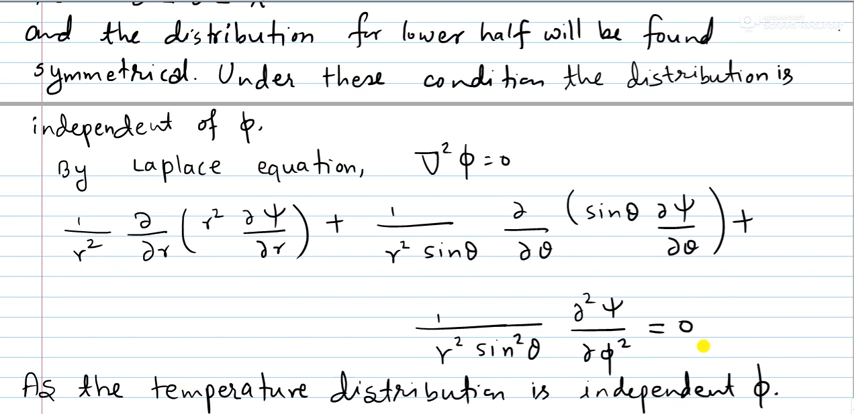 and the distribution for lower half will be found
symmetrical. Under these condition the distribution is
independent of φ.
By Laplace equation, ∇²φ=0
1/r² ∂/∂r (r² ∂Ψ/∂r) + 1/(r² sinθ) ∂/∂θ (sinθ ∂Ψ/∂θ) +
1/(r² sin²θ) ∂²Ψ/∂φ² = 0
As the temperature distribution is independent φ.